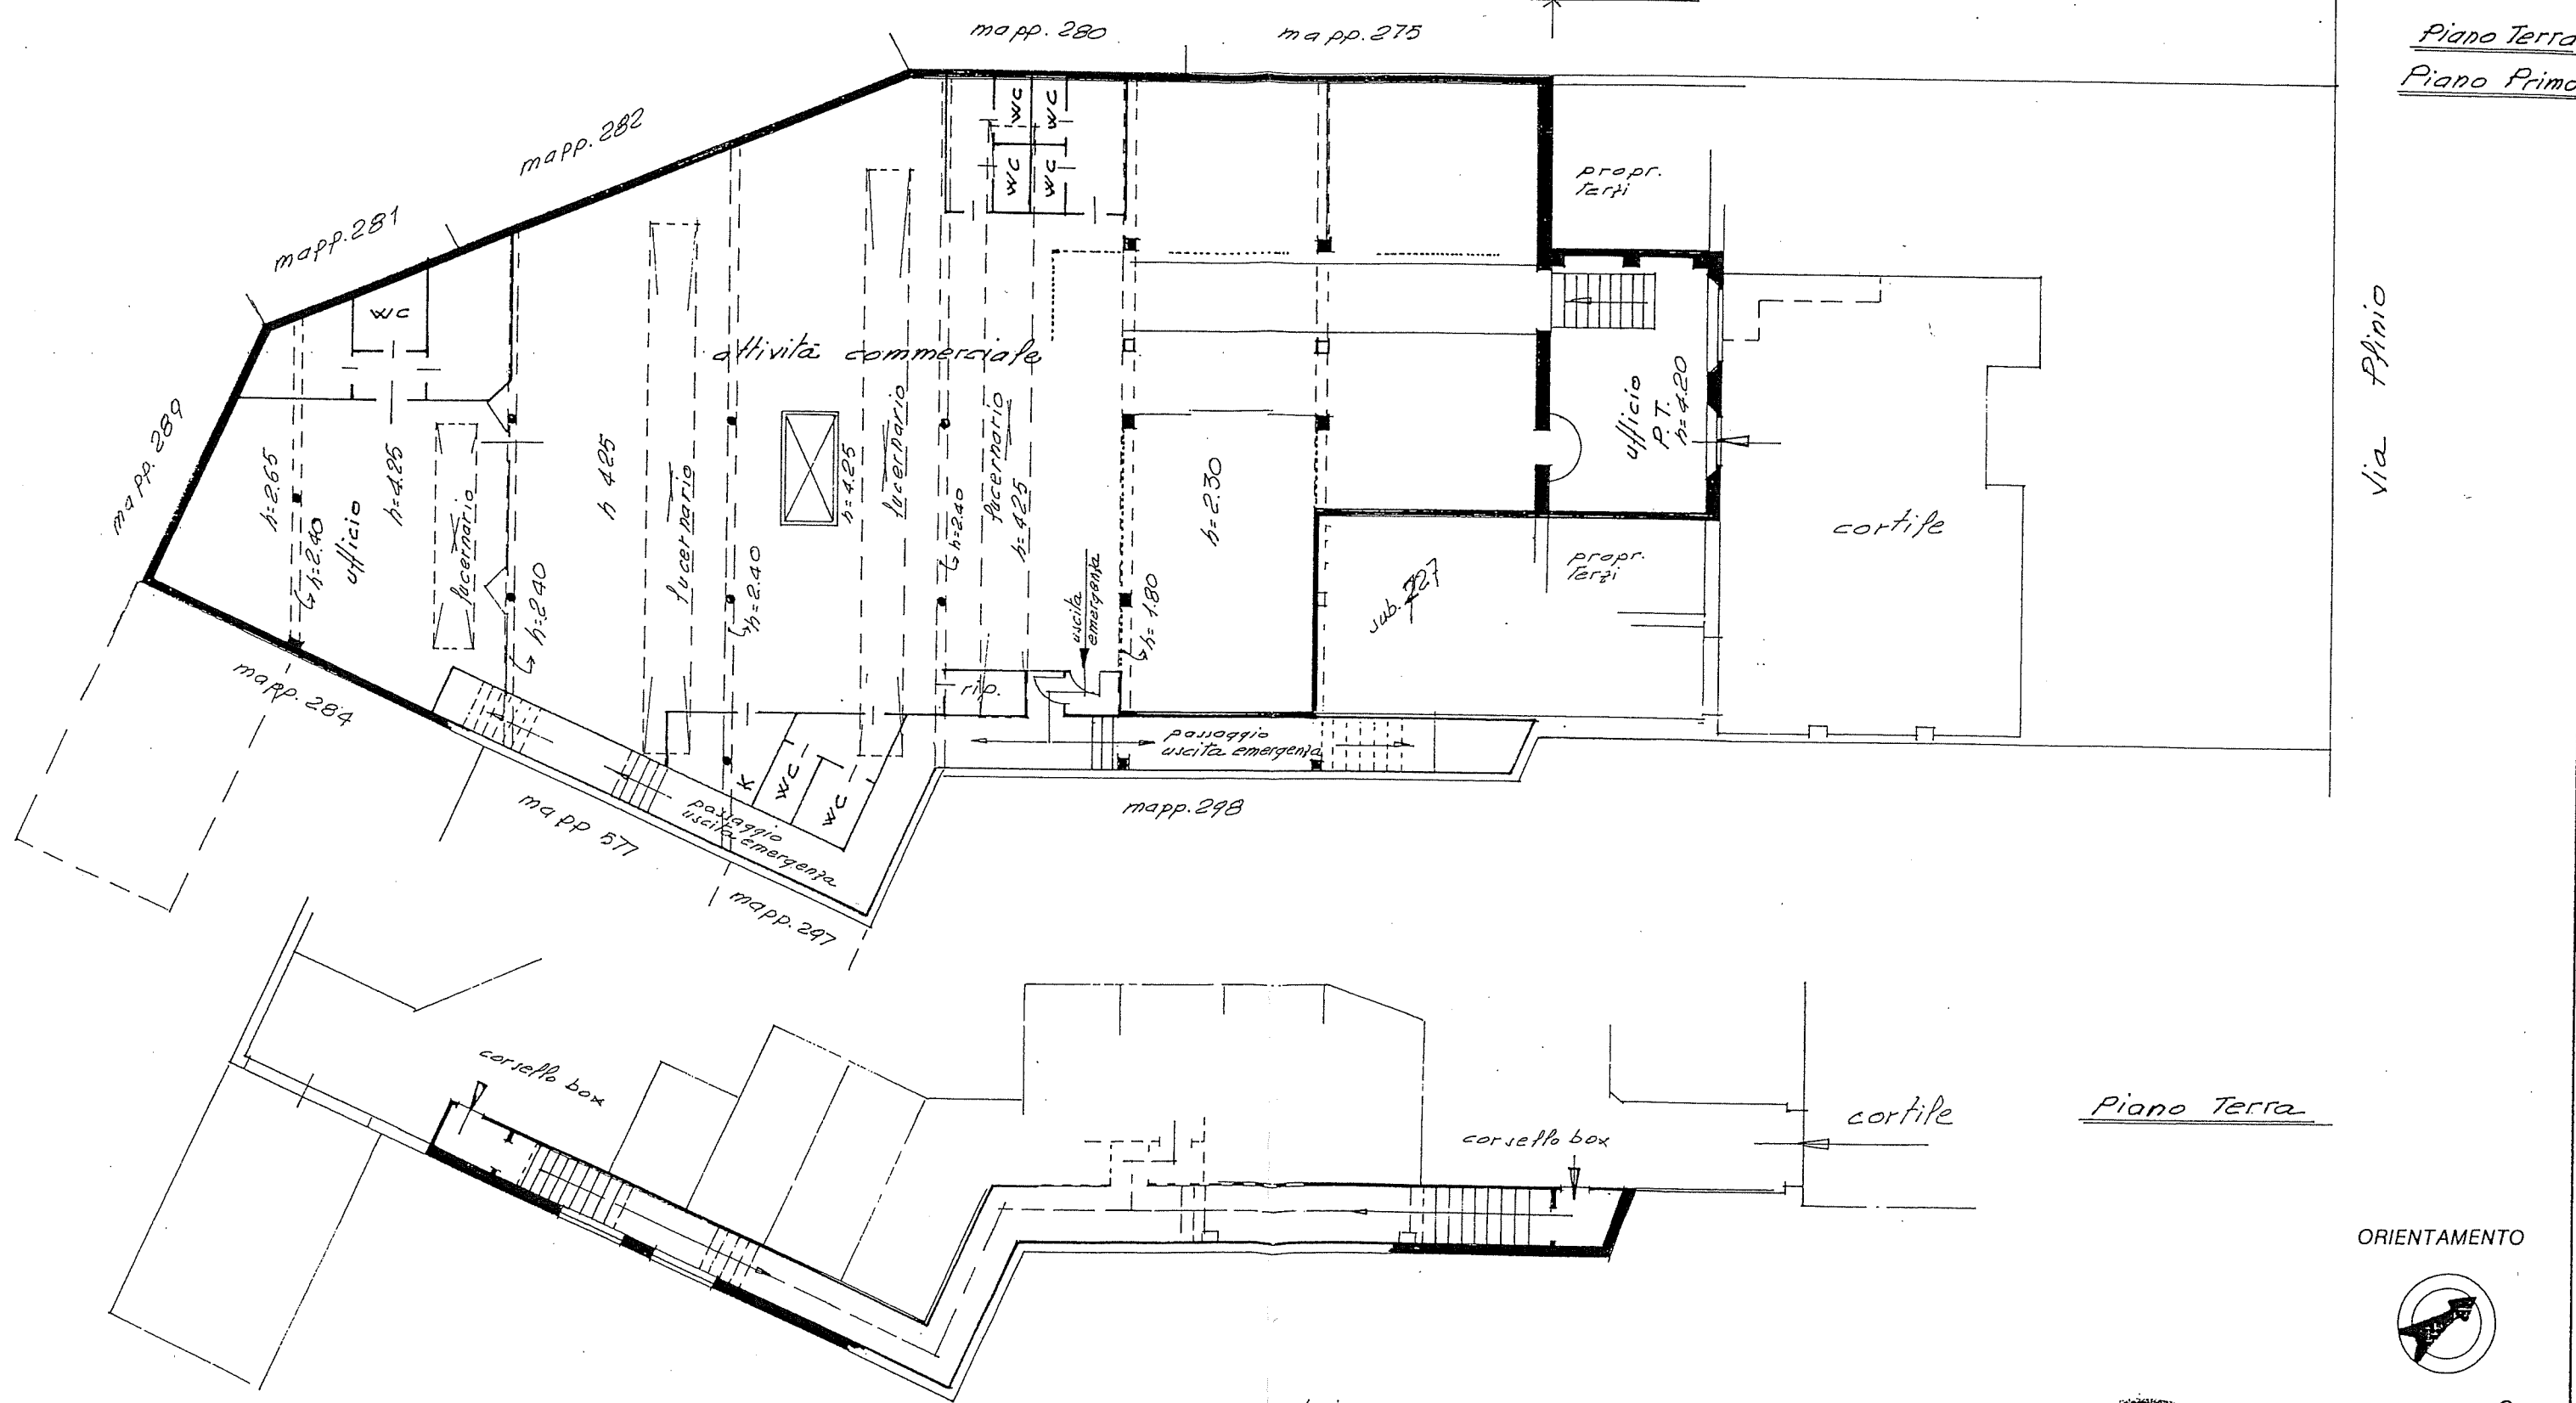 mapp. 280
mapp. 275
Piano Terra
Piano Primo
mapp. 282
mapp. 281
mapp. 289
wc
wc
wc
wc
wc
propr.
Terzi
attività commerciale
ufficio
P.T.
h=4.20
via Plinio
cortile
h=2.65
h=2.40
ufficio
h=4.25
lucernario
h=2.40
h 425
lucernario
h=2.40
h=4.25
lucernario
h=2.40
lucernario
h=425
uscita
emergenza
h=1.80
h=2.30
sub. 227
propr.
Terzi
rip.
passaggio
uscita emergenza
K
wc
wc
passaggio
uscita emergenza
mapp. 284
mapp 577
mapp. 297
mapp. 298
corsello box
corsello box
cortile
Piano Terra
ORIENTAMENTO